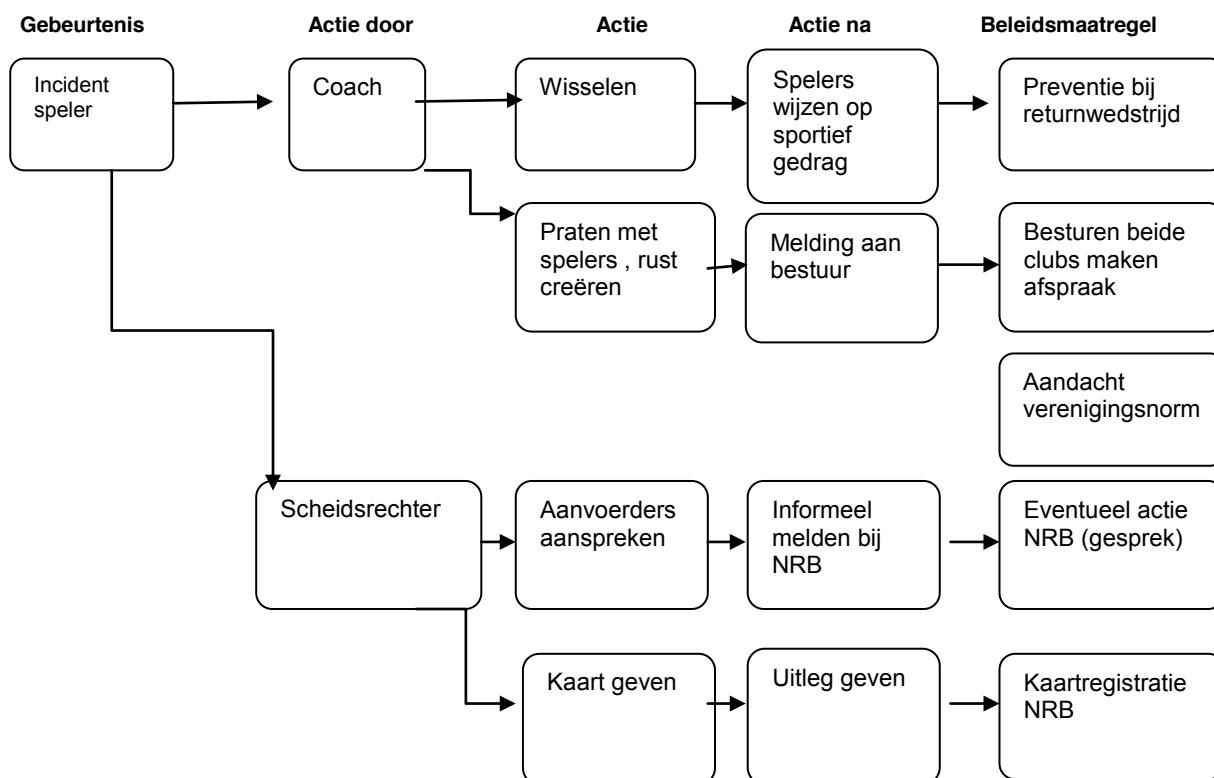 Gebeurtenis Actie door Actie Actie na Beleidsmaatregel
Incident
speler
Coach
Wisselen
Spelers
wijzen op
sportief
gedrag
Preventie bij
returnwedstrijd
Praten met
spelers , rust
creëren
Melding aan
bestuur
Besturen beide
clubs maken
afspraak
Aandacht
verenigingsnorm
Scheidsrechter
Aanvoerders
aanspreken
Informeel
melden bij
NRB
Eventueel actie
NRB (gesprek)
Kaart geven
Uitleg geven
Kaartregistratie
NRB